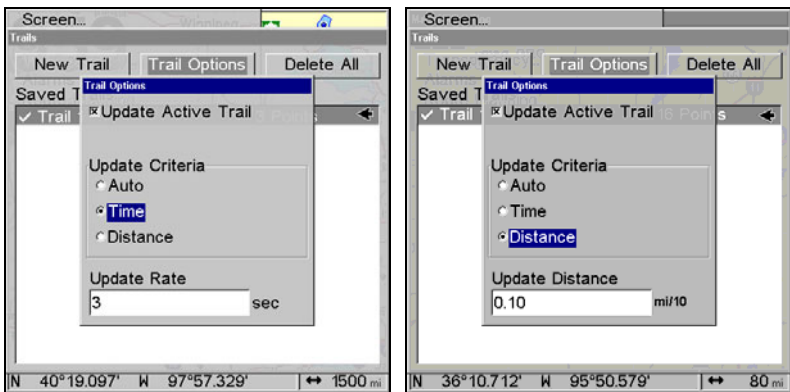 Screen...
Trails
New Trail Trail Options Delete All
Trail Options
Saved T
Update Active Trail
Trail
Update Criteria
Auto
Time
Distance
Update Rate
3 sec
N 40°19.097' W 97°57.329' ↔ 1500 mi
Screen...
Trails
New Trail Trail Options Delete All
Trail Options
Saved T
Update Active Trail
Trail s
Update Criteria
Auto
Time
Distance
Update Distance
0.10 mi/10
N 36°10.712' W 95°50.579' ↔ 80 mi